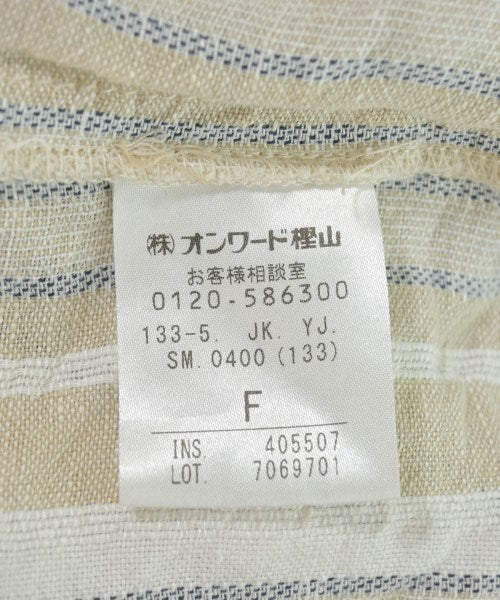 ㈱オンワード樫山
お客様相談室
0120-586300
133-5. JK. YJ.
SM. 0400 (133)
F
INS. 405507
LOT. 7069701